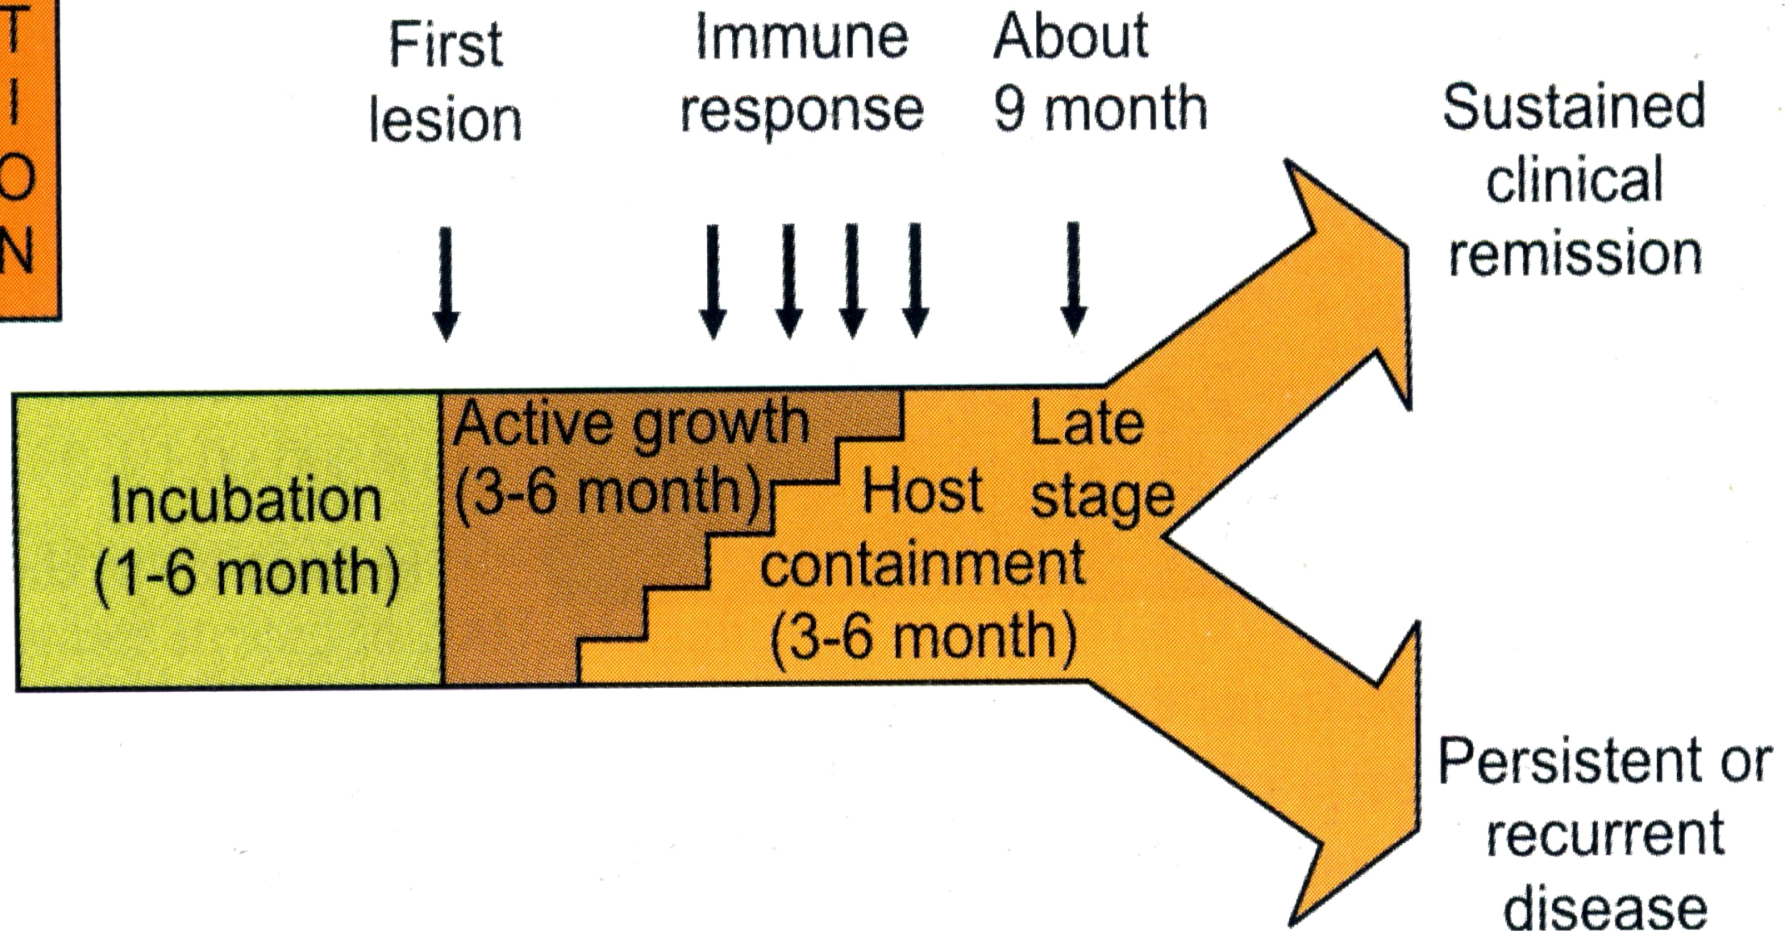 T
I
O
N
First
lesion
Immune
response
About
9 month
Sustained
clinical
remission
Incubation
(1-6 month)
Active growth
(3-6 month)
Host
containment
(3-6 month)
Late
stage
Persistent or
recurrent
disease